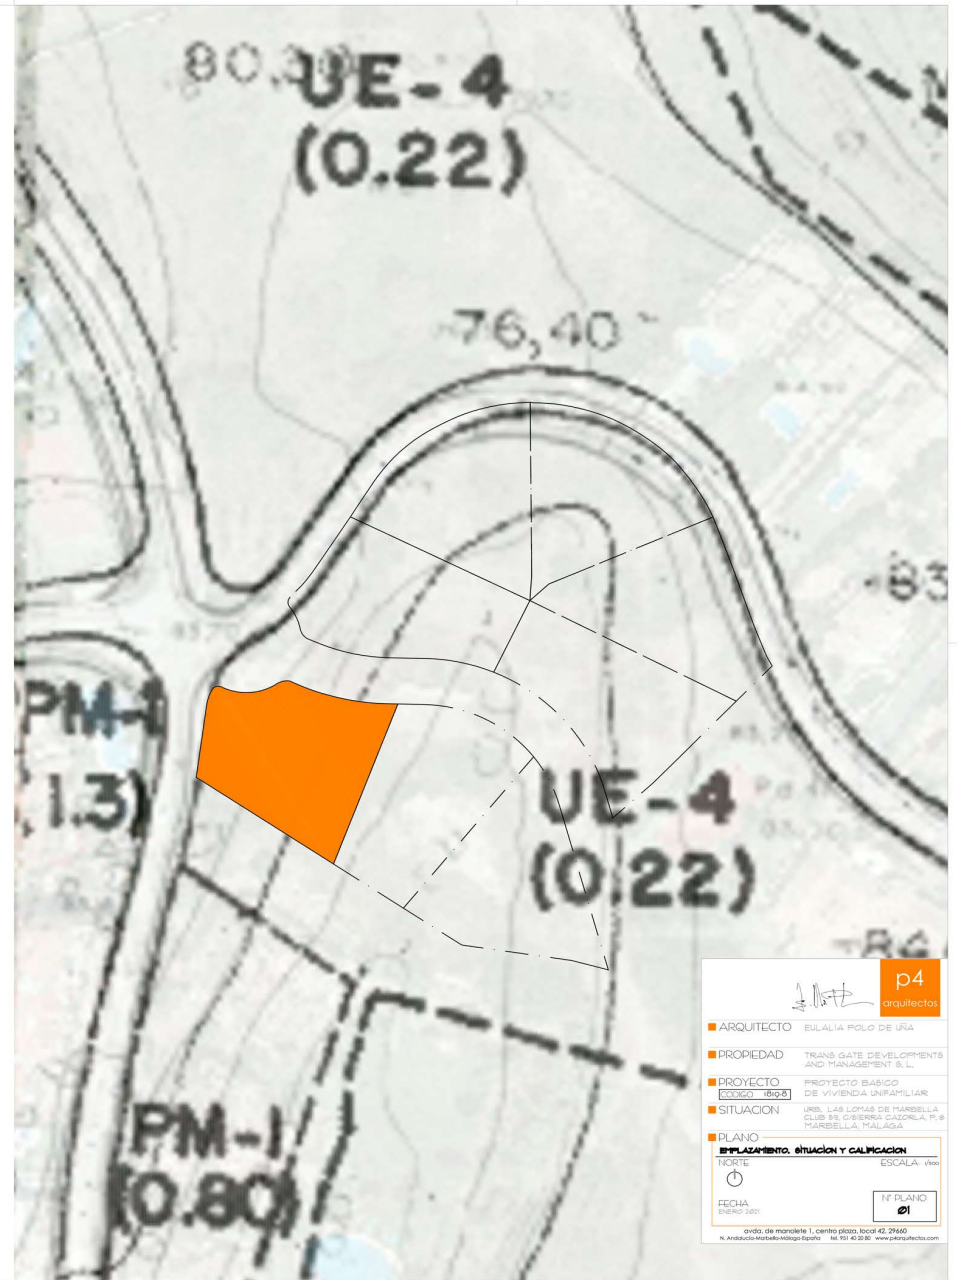 UE-4
(0.22)
76,40
-83
PM-1
1.3)
UE-4
(0.22)
PM-1
(0.80)
p4
arquitectos
ARQUITECTO EULALIA POLO DE UÑA
PROPIEDAD TRANS GATE DEVELOPMENTS
AND MANAGEMENT S. L.
PROYECTO PROYECTO BASICO
CODIGO 1819-8 DE VIVIENDA UNIFAMILIAR
SITUACION URB. LAS LOMAS DE MARBELLA
CLUB 59, C/SIERRA CAZORLA, P. 8
MARBELLA, MALAGA
PLANO
EMPLAZAMIENTO, SITUACION Y CALIFICACION
NORTE ESCALA: 1/500
Nº PLANO
01
FECHA
ENERO 2021
avda. de manolete 1, centro plaza, local 42, 29660
N. Andalucía-Marbella-Málaga-España tel. 951 40 20 80 www.p4arquitectos.com